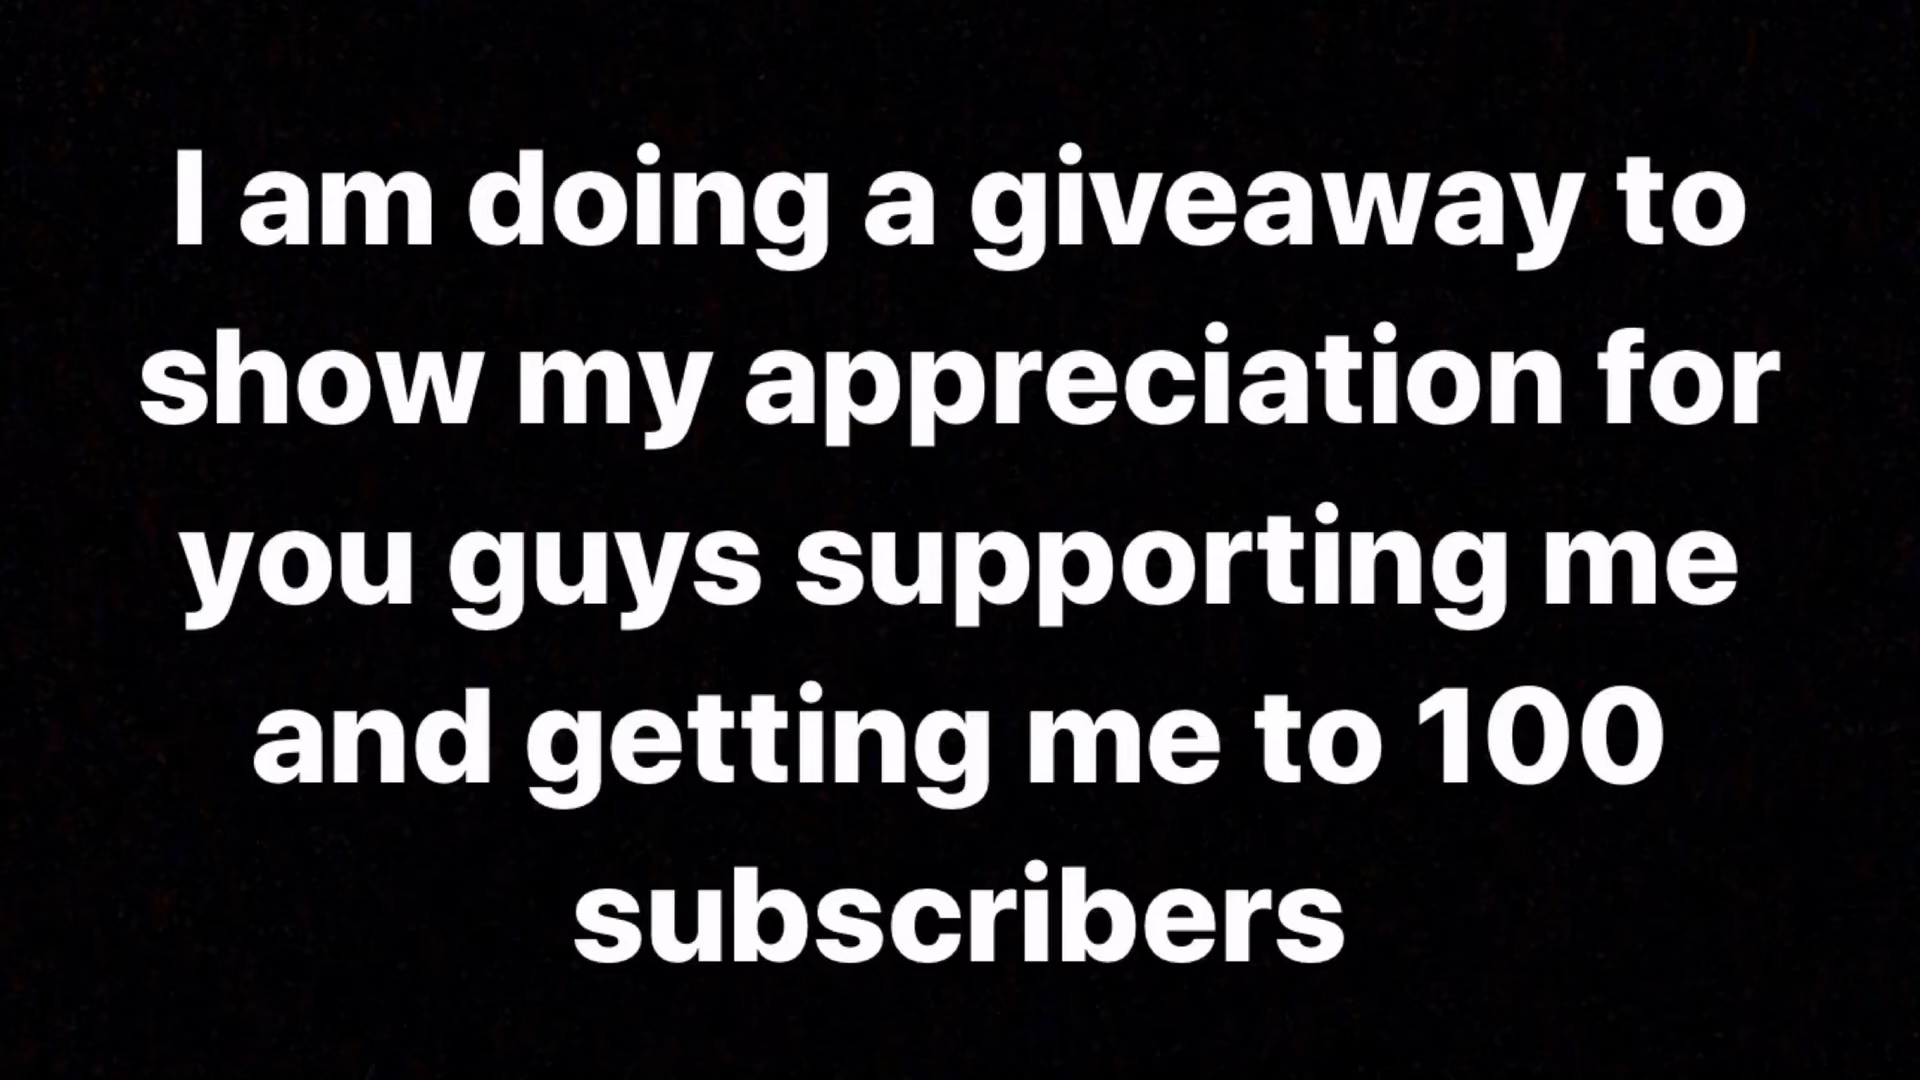 I am doing a giveaway to
show my appreciation for
you guys supporting me
and getting me to 100
subscribers